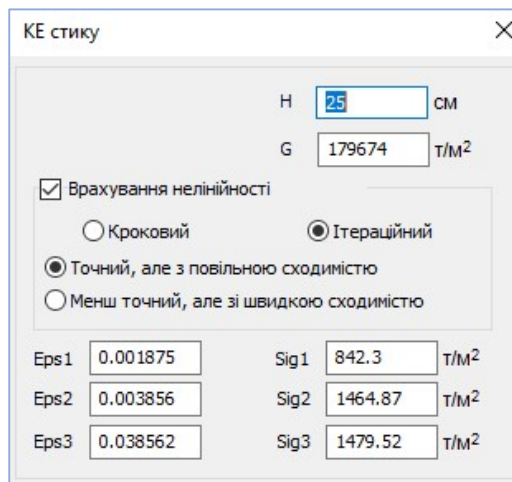 КЕ стику
H 25 см
G 179674 т/м²
Врахування нелінійності
Кроковий Ітераційний
Точний, але з повільною сходимістю
Менш точний, але зі швидкою сходимістю
Eps1 0.001875 Sig1 842.3 т/м²
Eps2 0.003856 Sig2 1464.87 т/м²
Eps3 0.038562 Sig3 1479.52 т/м²